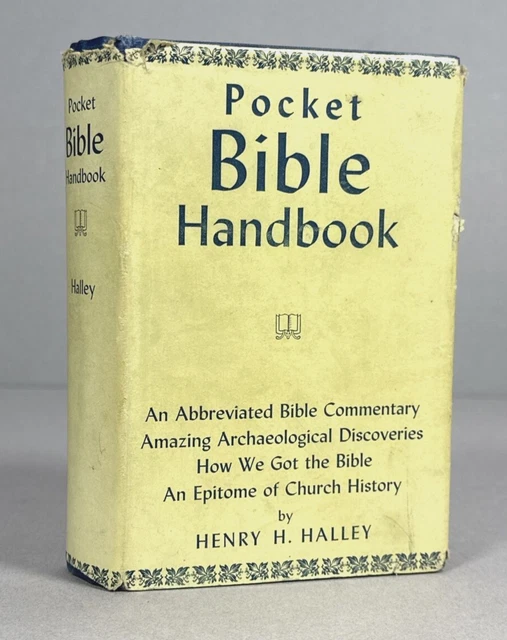 Pocket
Bible
Handbook
Halley
Pocket
Bible
Handbook
An Abbreviated Bible Commentary
Amazing Archaeological Discoveries
How We Got the Bible
An Epitome of Church History
by
HENRY H. HALLEY